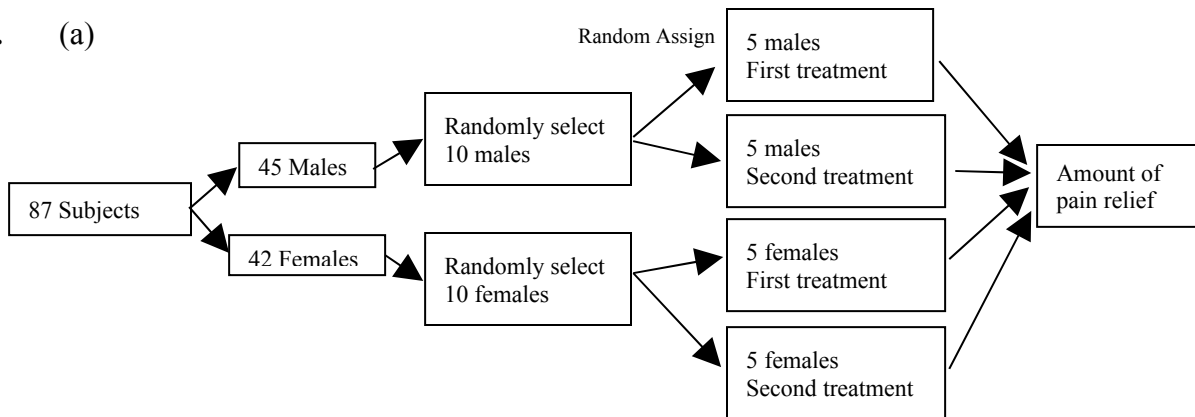 . (a)
Random Assign
5 males
First treatment
Randomly select
10 males
45 Males
5 males
Second treatment
Amount of
pain relief
87 Subjects
42 Females
Randomly select
10 females
5 females
First treatment
5 females
Second treatment